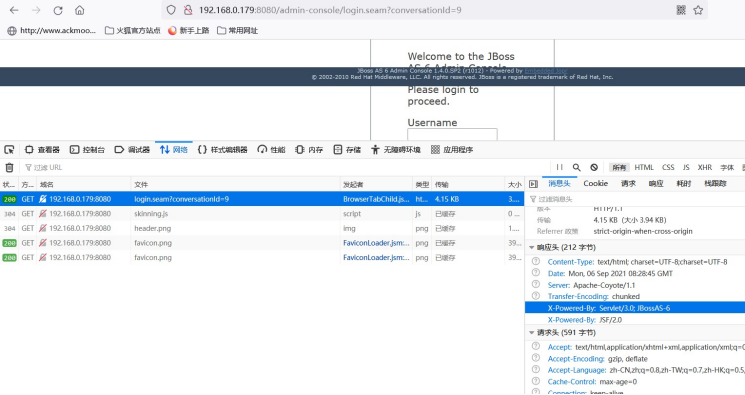 192.168.0.179:8080/admin-console/login.seam?conversationId=9
http://www.ackmoo... 火狐官方站点 新手上路 常用网址
Welcome to the JBoss
AS 6 Admin Console
JBoss AS 6 Admin Console 1.4.0.SP2 (r1012) - Powered by Embedded Jopr
© 2002-2010 Red Hat Middleware, LLC. All rights reserved. JBoss is a registered trademark of Red Hat, Inc.
Please login to
proceed.
Username
查看器 控制台 调试器 网络 样式编辑器 性能 内存 存储 无障碍环境 应用程序
过滤 URL 所有 HTML CSS JS XHR 字体
状... 方... 域名 文件 发起者 类型 传输 大小 消息头 Cookie 请求 响应 耗时 栈跟踪
200 GET 192.168.0.179:8080 login.seam?conversationId=9 BrowserTabChild.js... ht... 4.15 KB 3....
304 GET 192.168.0.179:8080 skinning.js script js 已缓存 0 ...
304 GET 192.168.0.179:8080 header.png img png 已缓存 1....
200 GET 192.168.0.179:8080 favicon.png FaviconLoader.jsm:... png 已缓存 39...
200 GET 192.168.0.179:8080 favicon.png FaviconLoader.jsm:... png 已缓存 39...
过滤消息头
版本 HTTP/1.1
传输 4.15 KB (大小 3.94 KB)
Referrer 政策 strict-origin-when-cross-origin
响应头 (212 字节)
Content-Type: text/html; charset=UTF-8;charset=UTF-8
Date: Mon, 06 Sep 2021 08:28:45 GMT
Server: Apache-Coyote/1.1
Transfer-Encoding: chunked
X-Powered-By: Servlet/3.0; JBossAS-6
X-Powered-By: JSF/2.0
请求头 (591 字节)
Accept: text/html,application/xhtml+xml,application/xml;q=0
Accept-Encoding: gzip, deflate
Accept-Language: zh-CN,zh;q=0.8,zh-TW;q=0.7,zh-HK;q=0.5,
Cache-Control: max-age=0
Connection: keep-alive